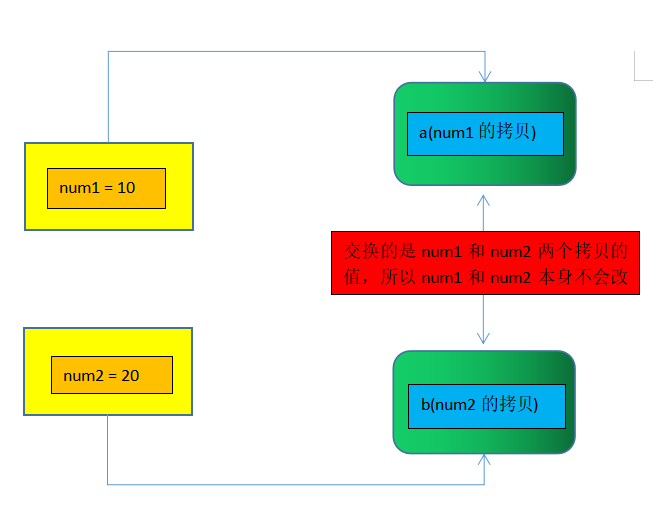 a(num1 的拷贝)
num1 = 10
交换的是 num1 和 num2 两个拷贝的
值，所以 num1 和 num2 本身不会改
num2 = 20
b(num2 的拷贝)